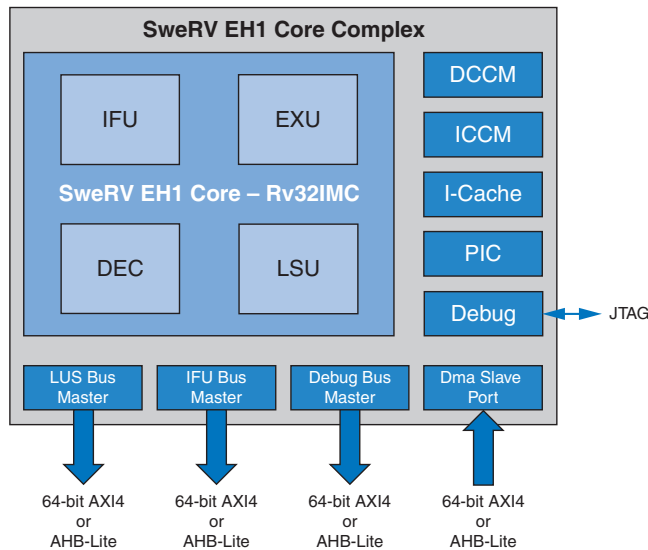 SweRV EH1 Core Complex
IFU
EXU
SweRV EH1 Core – Rv32IMC
DEC
LSU
DCCM
ICCM
I-Cache
PIC
Debug
JTAG
LUS Bus
Master
IFU Bus
Master
Debug Bus
Master
Dma Slave
Port
64-bit AXI4
or
AHB-Lite
64-bit AXI4
or
AHB-Lite
64-bit AXI4
or
AHB-Lite
64-bit AXI4
or
AHB-Lite